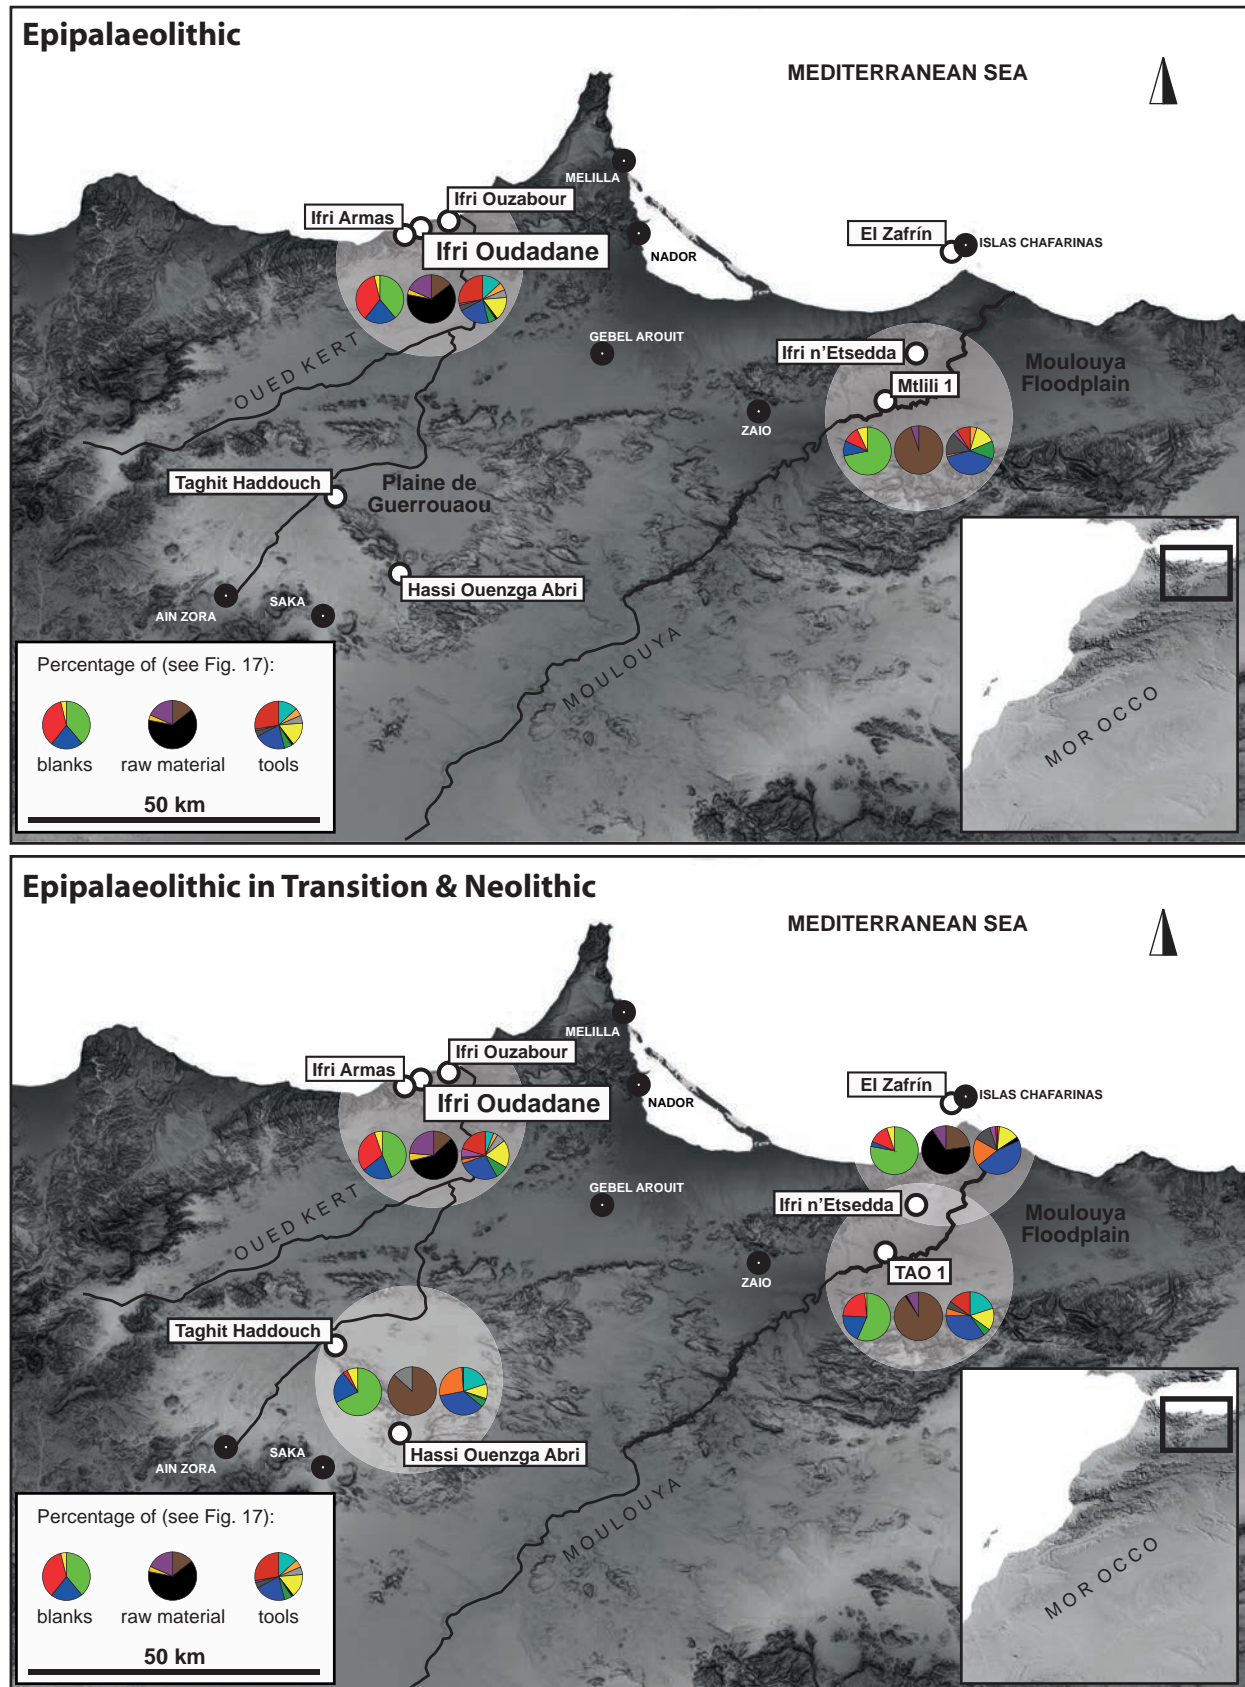 Epipalaeolithic
MEDITERRANEAN SEA
MELILLA
Ifri Ouzabour
Ifri Armas
Ifri Oudadane
NADOR
El Zafrín
ISLAS CHAFARINAS
OUED KERT
GEBEL AROUIT
Ifri n'Etsedda
Moulouya
Floodplain
Mtlili 1
ZAIO
Taghit Haddouch
Plaine de
Guerrouaou
Hassi Ouenzga Abri
AIN ZORA
SAKA
MOULOUYA
Percentage of (see Fig. 17):
blanks
raw material
tools
50 km
MOROCCO
Epipalaeolithic in Transition & Neolithic
MEDITERRANEAN SEA
MELILLA
Ifri Ouzabour
Ifri Armas
Ifri Oudadane
NADOR
El Zafrín
ISLAS CHAFARINAS
OUED KERT
GEBEL AROUIT
Ifri n'Etsedda
Moulouya
Floodplain
TAO 1
ZAIO
Taghit Haddouch
Hassi Ouenzga Abri
AIN ZORA
SAKA
MOULOUYA
Percentage of (see Fig. 17):
blanks
raw material
tools
50 km
MOROCCO